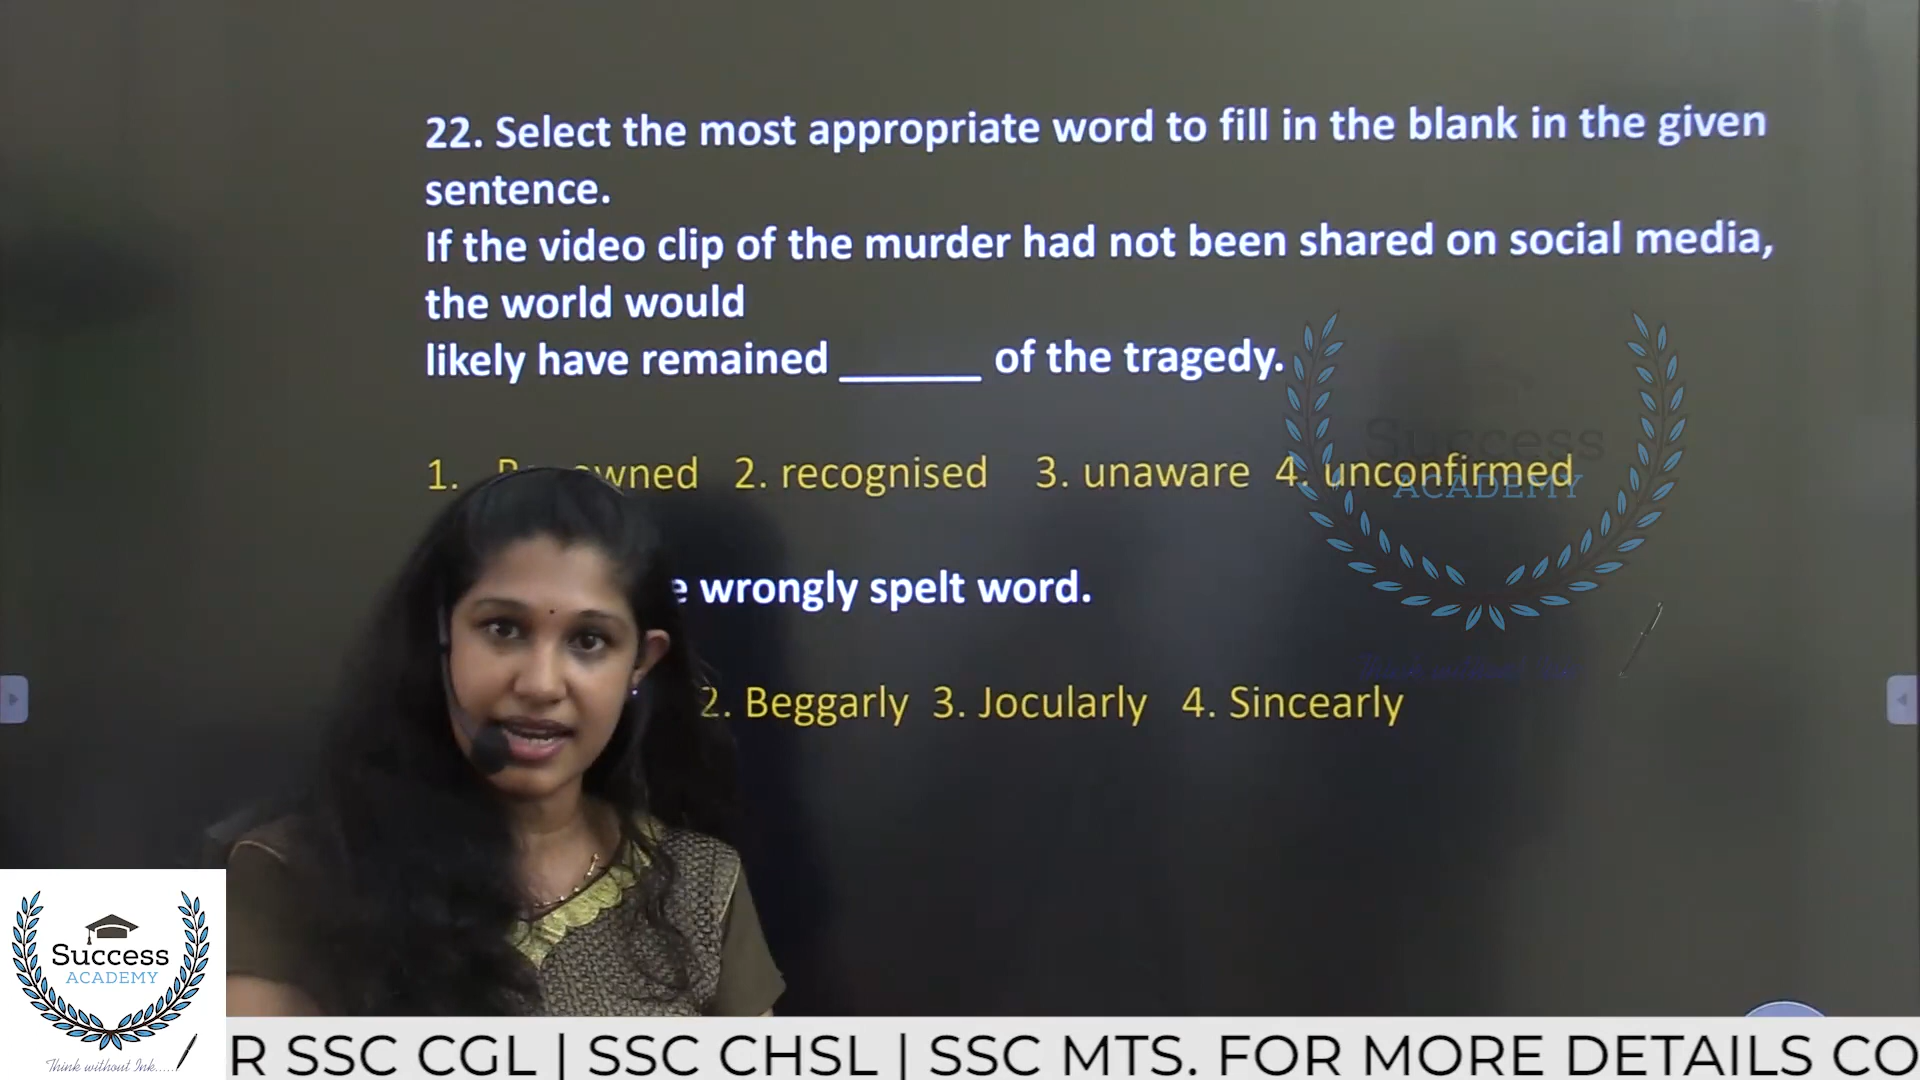 22. Select the most appropriate word to fill in the blank in the given
sentence.
If the video clip of the murder had not been shared on social media,
the world would
likely have remained ______ of the tragedy.
1. 2. recognised 3. unaware 4. unconfirmed
wrongly spelt word.
2. Beggarly 3. Jocularly 4. Sincearly
Success
ACADEMY
Success
ACADEMY
Think without Ink.....
R SSC CGL | SSC CHSL | SSC MTS. FOR MORE DETAILS CO